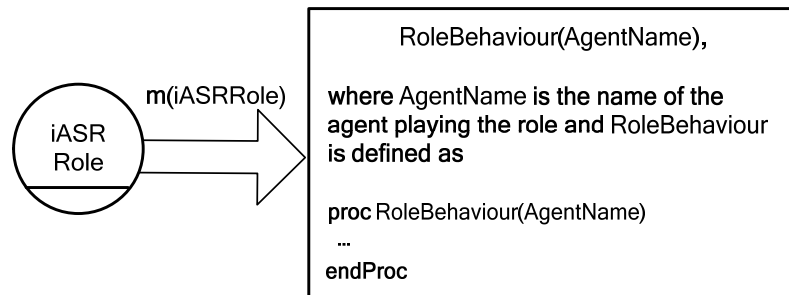 RoleBehaviour(AgentName),
m(iASRRole)
iASR
Role
where AgentName is the name of the
agent playing the role and RoleBehaviour
is defined as
proc RoleBehaviour(AgentName)
...
endProc